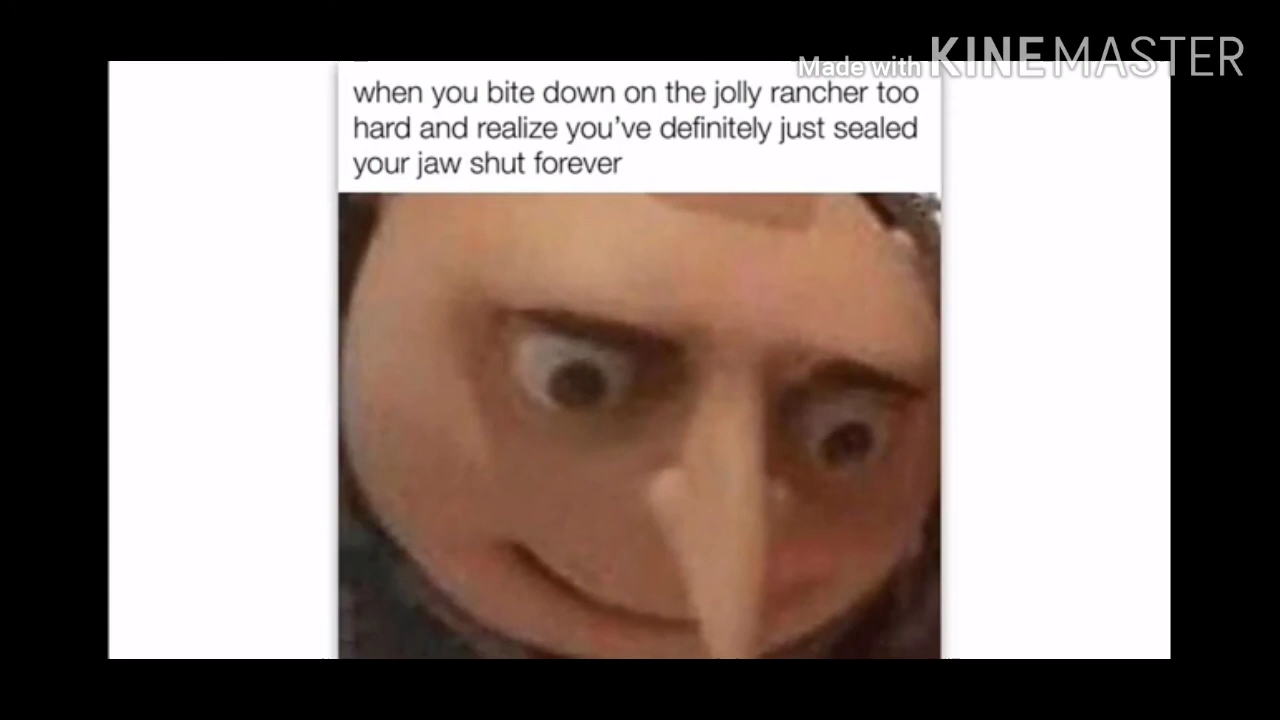 Made with KINEMASTER
when you bite down on the jolly rancher too
hard and realize you've definitely just sealed
your jaw shut forever